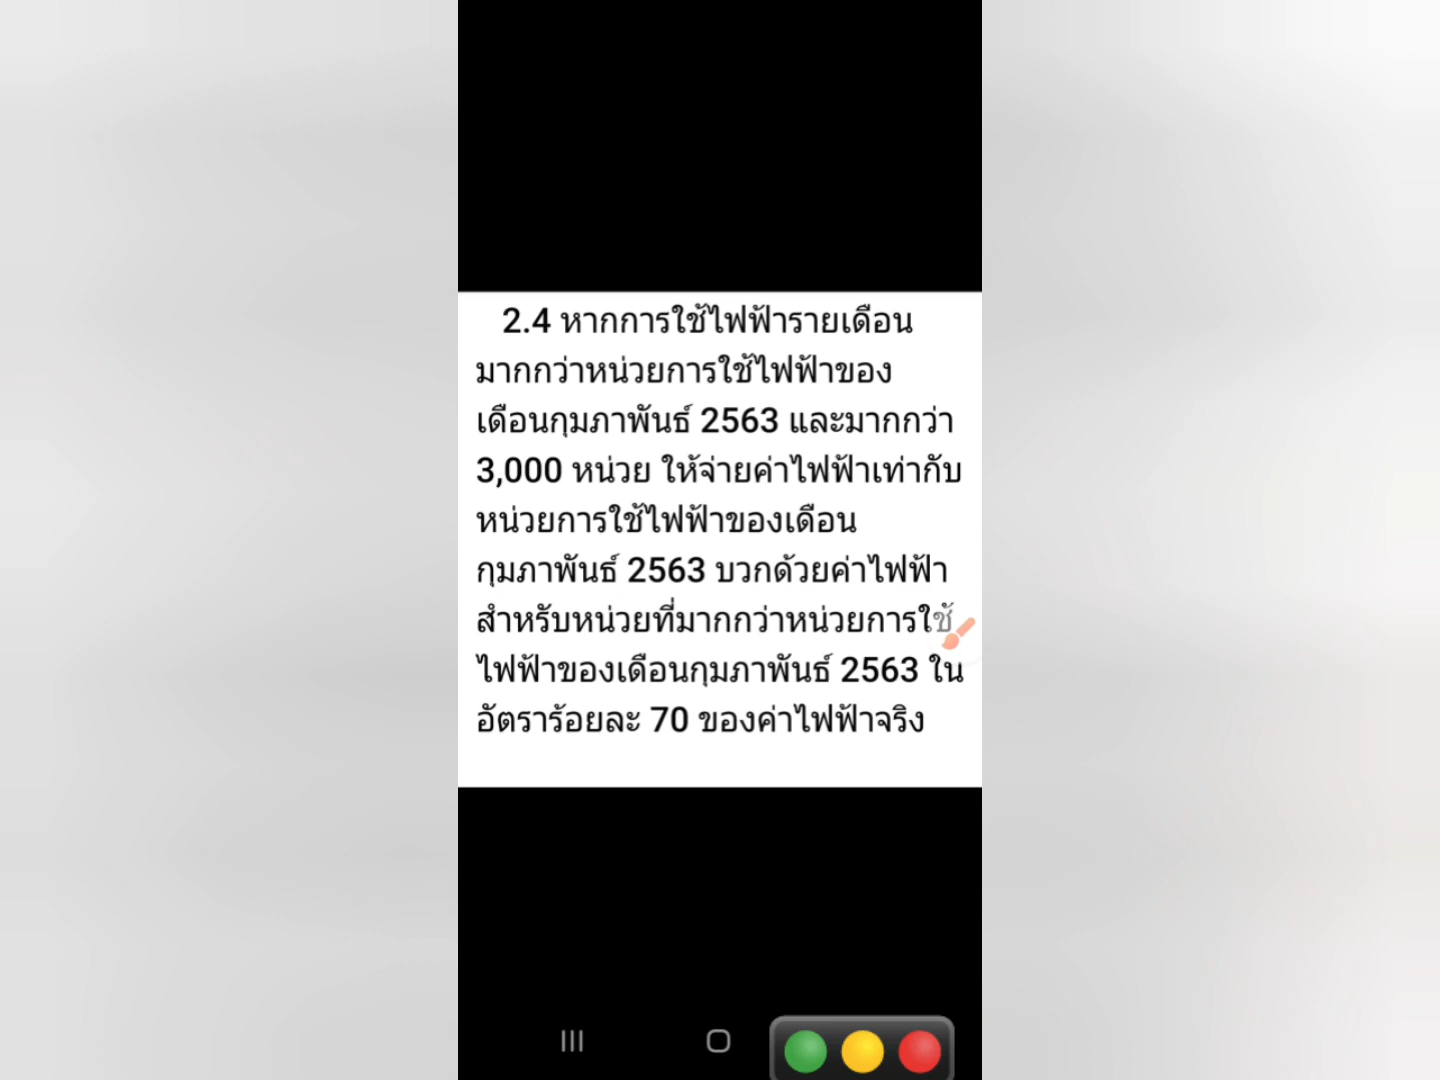 2.4 หากการใช้ไฟฟ้ารายเดือน
มากกว่าหน่วยการใช้ไฟฟ้าของ
เดือนกุมภาพันธ์ 2563 และมากกว่า
3,000 หน่วย ให้จ่ายค่าไฟฟ้าเท่ากับ
หน่วยการใช้ไฟฟ้าของเดือน
กุมภาพันธ์ 2563 บวกด้วยค่าไฟฟ้า
สำหรับหน่วยที่มากกว่าหน่วยการใช้
ไฟฟ้าของเดือนกุมภาพันธ์ 2563 ใน
อัตราร้อยละ 70 ของค่าไฟฟ้าจริง